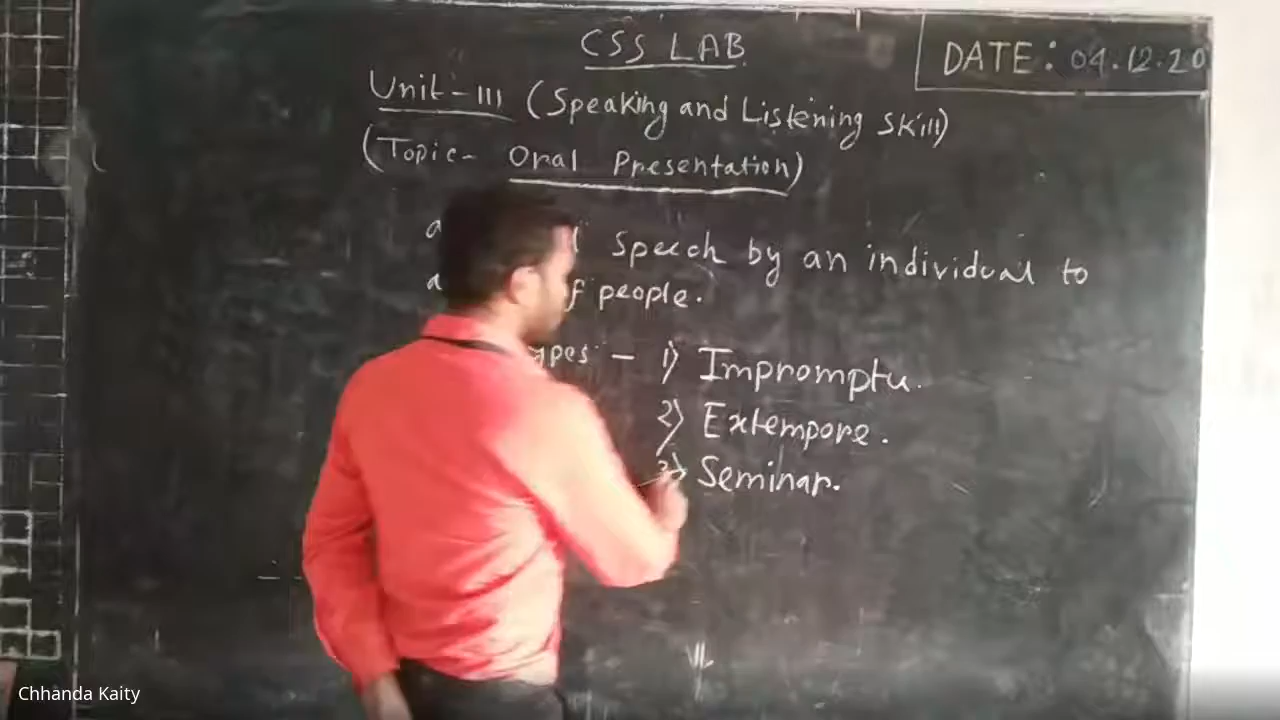 CSS LAB
DATE: 04.12.20
Unit-III (Speaking and Listening Skill)
(Topic- Oral Presentation)
speech by an individual to
people.
1) Impromptu.
2) Extempore.
3) Seminar.
Chhanda Kaity